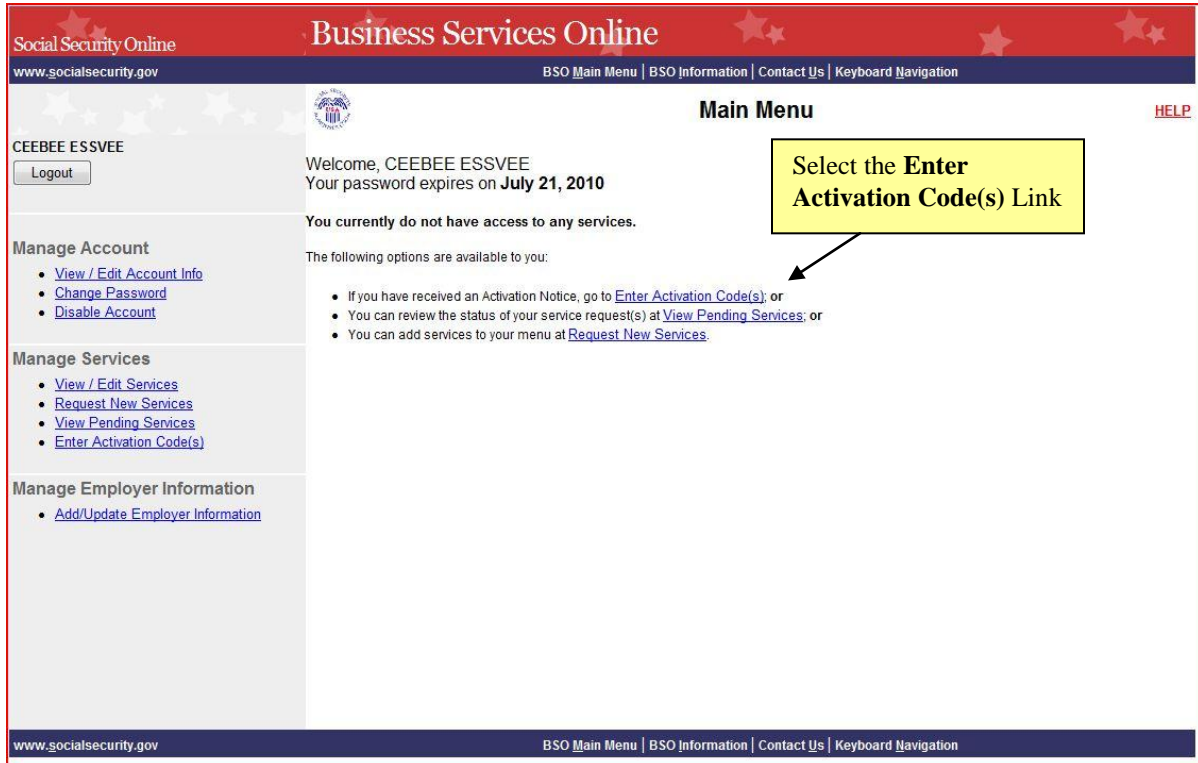 Social Security Online
Business Services Online
www.socialsecurity.gov
BSO Main Menu | BSO Information | Contact Us | Keyboard Navigation
CEEBEE ESSVEE
Logout
Manage Account
• View / Edit Account Info
• Change Password
• Disable Account
Manage Services
• View / Edit Services
• Request New Services
• View Pending Services
• Enter Activation Code(s)
Manage Employer Information
• Add/Update Employer Information
USA
Main Menu
HELP
Welcome, CEEBEE ESSVEE
Your password expires on July 21, 2010
Select the Enter
Activation Code(s) Link
You currently do not have access to any services.
The following options are available to you:
• If you have received an Activation Notice, go to Enter Activation Code(s); or
• You can review the status of your service request(s) at View Pending Services; or
• You can add services to your menu at Request New Services.
www.socialsecurity.gov
BSO Main Menu | BSO Information | Contact Us | Keyboard Navigation